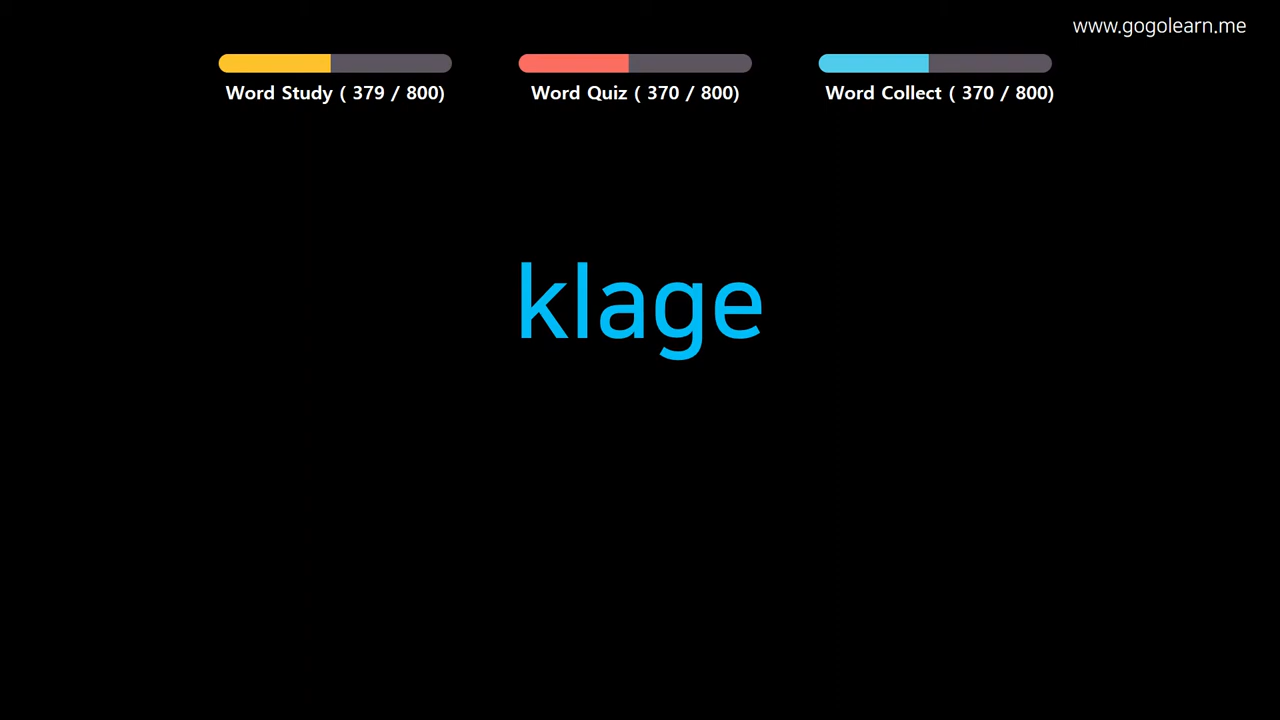 www.gogolearn.me
Word Study ( 379 / 800)
Word Quiz ( 370 / 800)
Word Collect ( 370 / 800)
klage